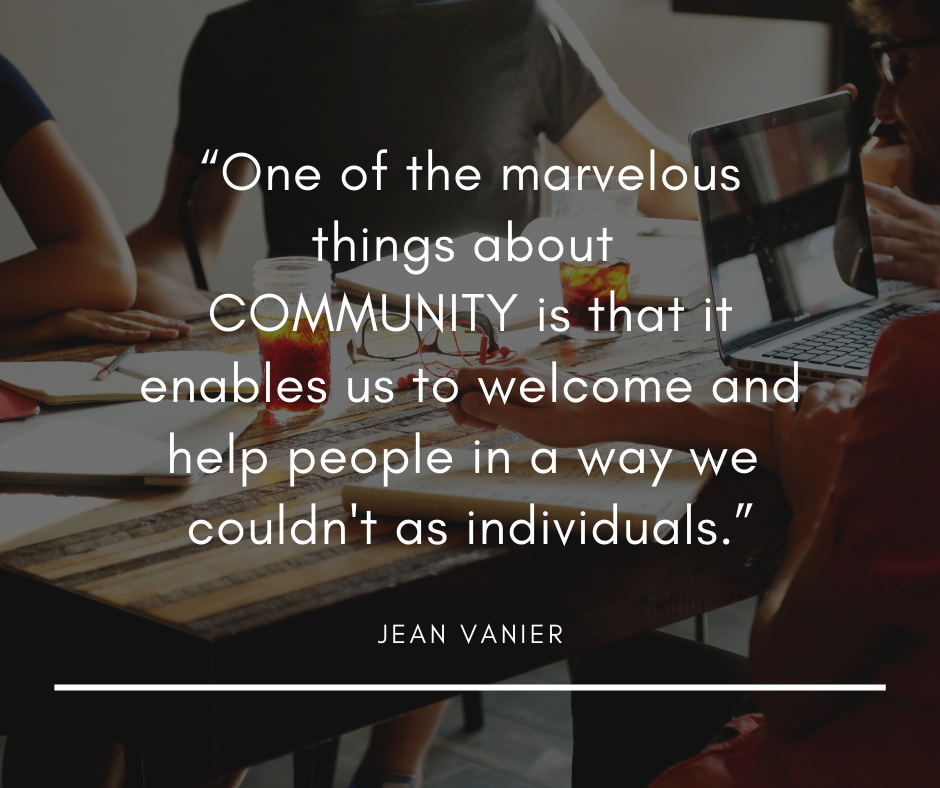 “One of the marvelous
things about
COMMUNITY is that it
enables us to welcome and
help people in a way we
couldn't as individuals.”
JEAN VANIER